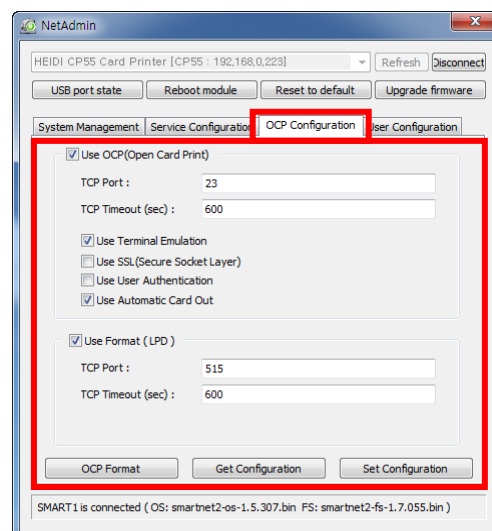 NetAdmin
HEIDI CP55 Card Printer [CP55 : 192,168,0,223] Refresh Disconnect
USB port state Reboot module Reset to default Upgrade firmware
System Management Service Configuration OCP Configuration User Configuration
Use OCP(Open Card Print)
TCP Port : 23
TCP Timeout (sec) : 600
Use Terminal Emulation
Use SSL(Secure Socket Layer)
Use User Authentication
Use Automatic Card Out
Use Format ( LPD )
TCP Port : 515
TCP Timeout (sec) : 600
OCP Format Get Configuration Set Configuration
SMART1 is connected ( OS: smartnet2-os-1.5.307.bin FS: smartnet2-fs-1.7.055.bin )